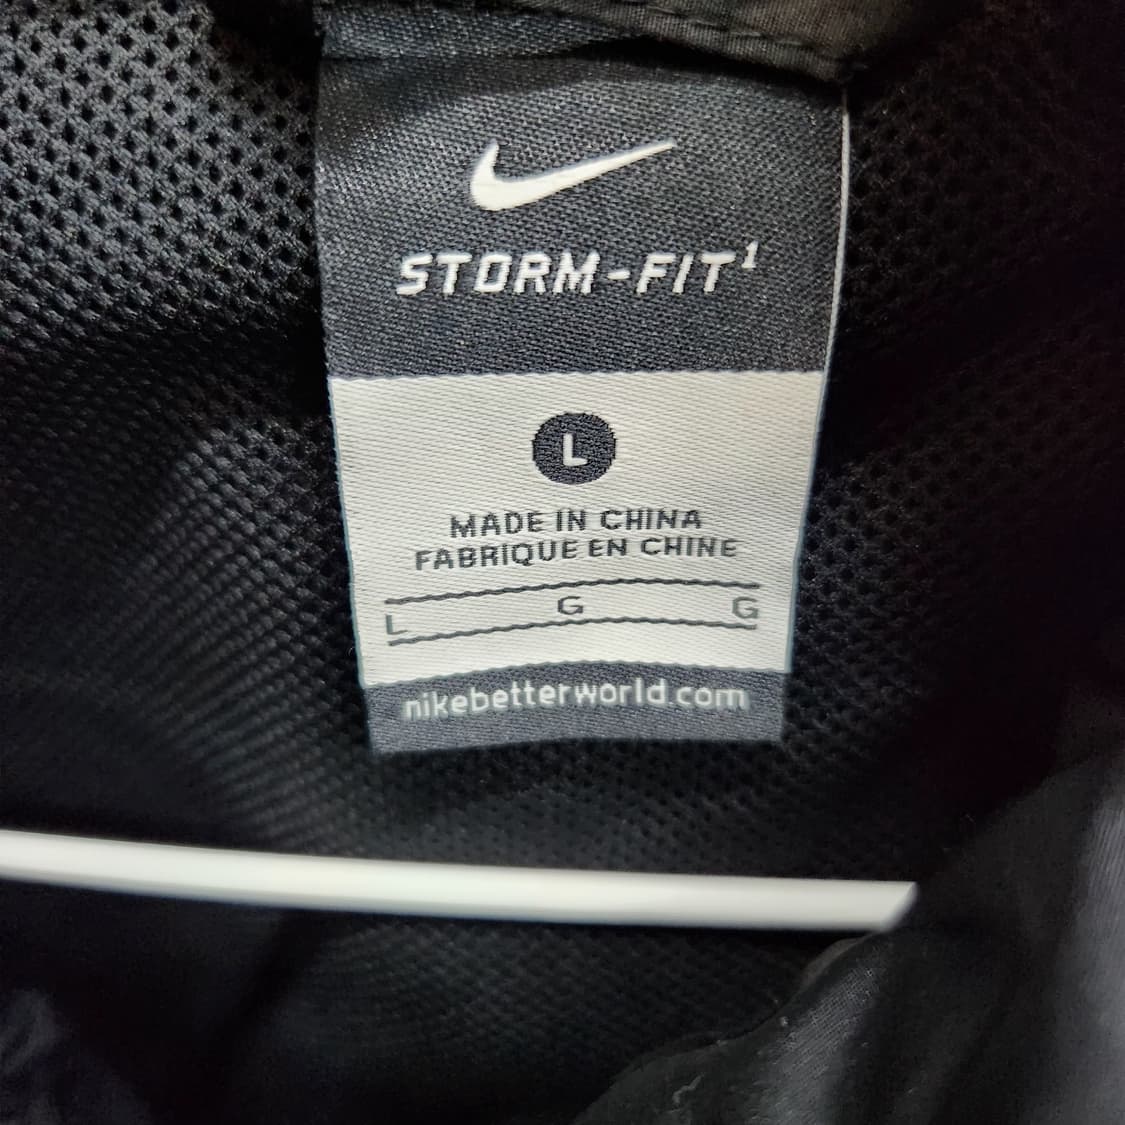 STORM-FIT¹
L
MADE IN CHINA
FABRIQUE EN CHINE
L G G
nikebetterworld.com